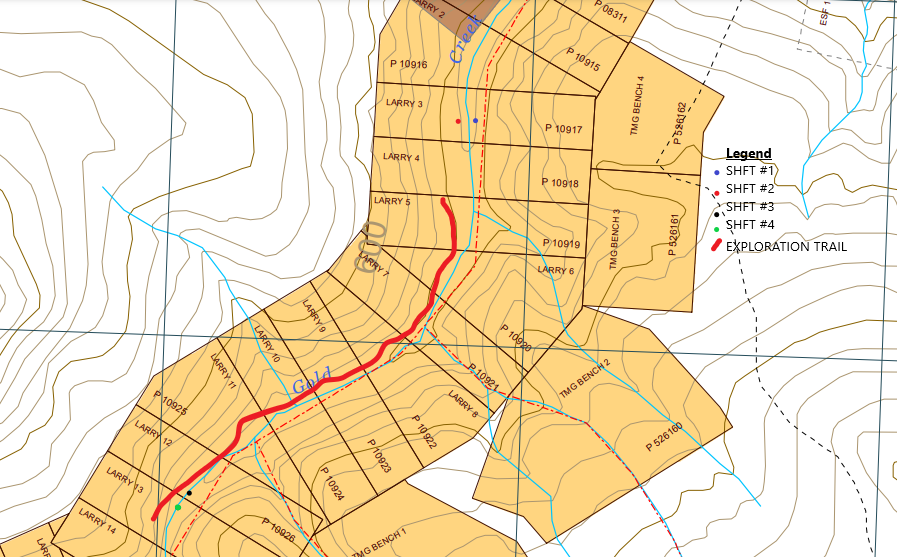 LARRY 2
P 08311
ESF 1
Creek
P 10915
P 10916
LARRY 3
P 10917
TMG BENCH 4
P 526162
LARRY 4
P 10918
Legend
SHFT #1
SHFT #2
SHFT #3
SHFT #4
EXPLORATION TRAIL
LARRY 5
P 10919
TMG BENCH 3
P 526161
600
LARRY 7
LARRY 6
LARRY 9
LARRY 10
P 10920
LARRY 11
Gold
P 10921
TMG BENCH 2
P 10925
LARRY 8
LARRY 12
P 10922
P 526160
P 10923
LARRY 13
P 10924
LARRY 14
P 10926
TMG BENCH 1